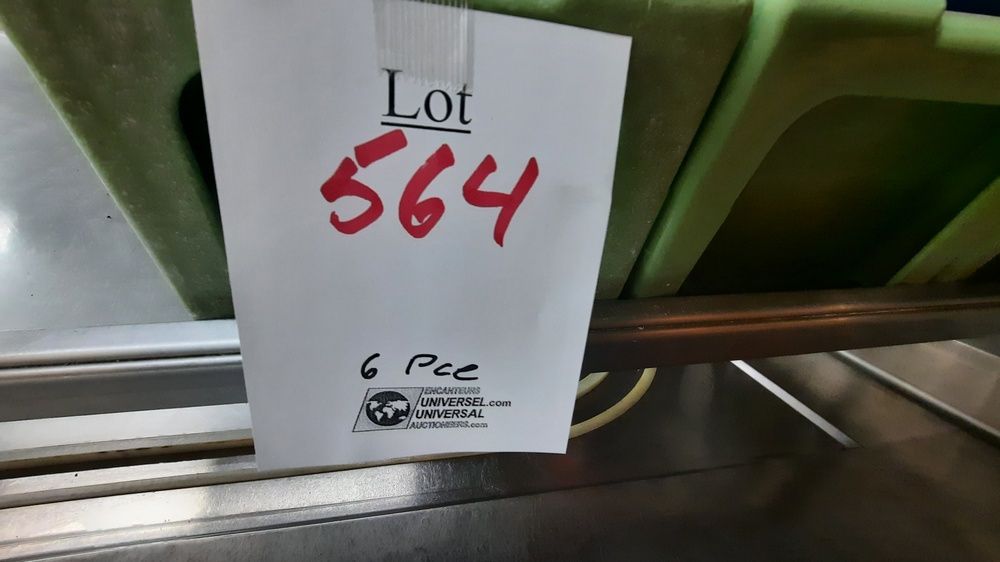 Lot
564
6 Pce
ENCANTEURS
UNIVERSEL.com
UNIVERSAL
AUCTIONEERS.com